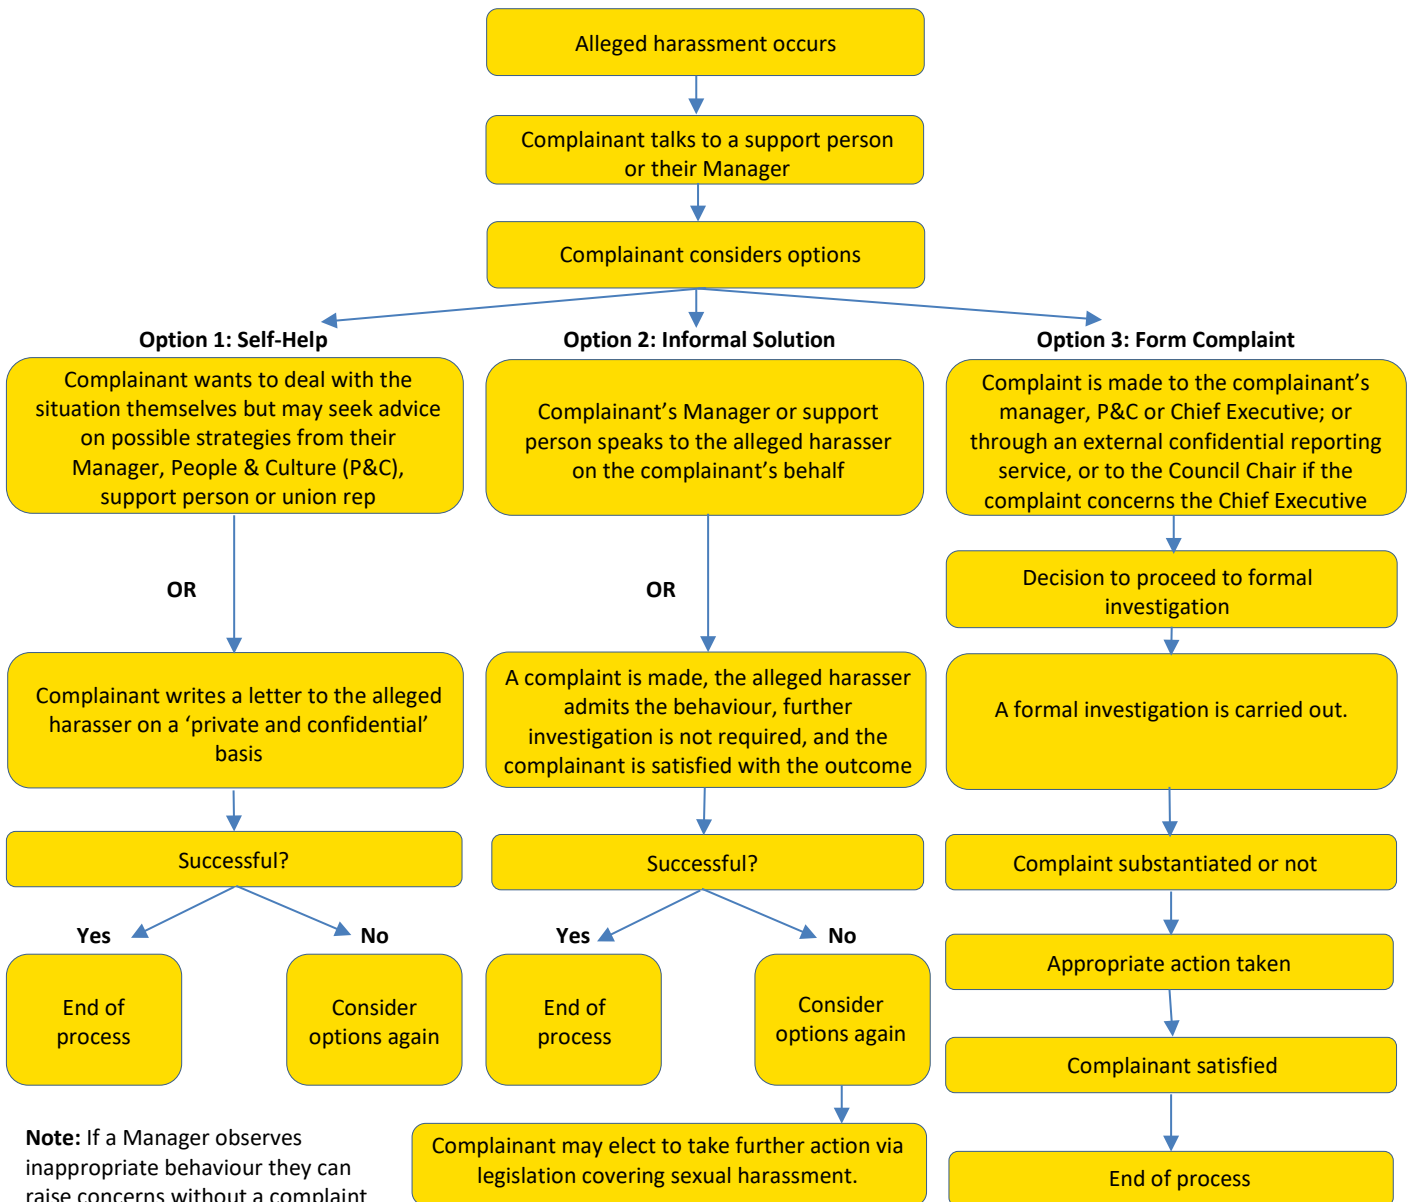 Alleged harassment occurs
Complainant talks to a support person
or their Manager
Complainant considers options
Option 1: Self-Help
Complainant wants to deal with the
situation themselves but may seek advice
on possible strategies from their
Manager, People & Culture (P&C),
support person or union rep
OR
Complainant writes a letter to the alleged
harasser on a ‘private and confidential’
basis
Successful?
Yes
No
End of
process
Consider
options again
Note: If a Manager observes
inappropriate behaviour they can
raise concerns without a complaint
Option 2: Informal Solution
Complainant’s Manager or support
person speaks to the alleged harasser
on the complainant’s behalf
OR
A complaint is made, the alleged harasser
admits the behaviour, further
investigation is not required, and the
complainant is satisfied with the outcome
Successful?
Yes
No
End of
process
Consider
options again
Complainant may elect to take further action via
legislation covering sexual harassment.
Option 3: Form Complaint
Complaint is made to the complainant’s
manager, P&C or Chief Executive; or
through an external confidential reporting
service, or to the Council Chair if the
complaint concerns the Chief Executive
Decision to proceed to formal
investigation
A formal investigation is carried out.
Complaint substantiated or not
Appropriate action taken
Complainant satisfied
End of process